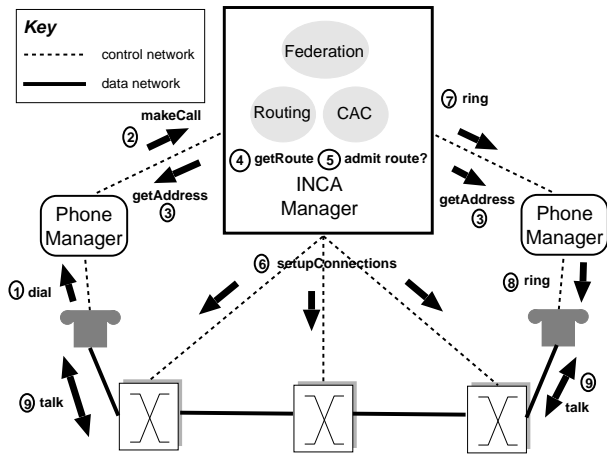 Key
control network
data network
Federation
Routing
CAC
makeCall
2
7 ring
4 getRoute 5 admit route?
getAddress
3
INCA
Manager
getAddress
3
Phone
Manager
Phone
Manager
6 setupConnections
1 dial
8 ring
9 talk
9
talk